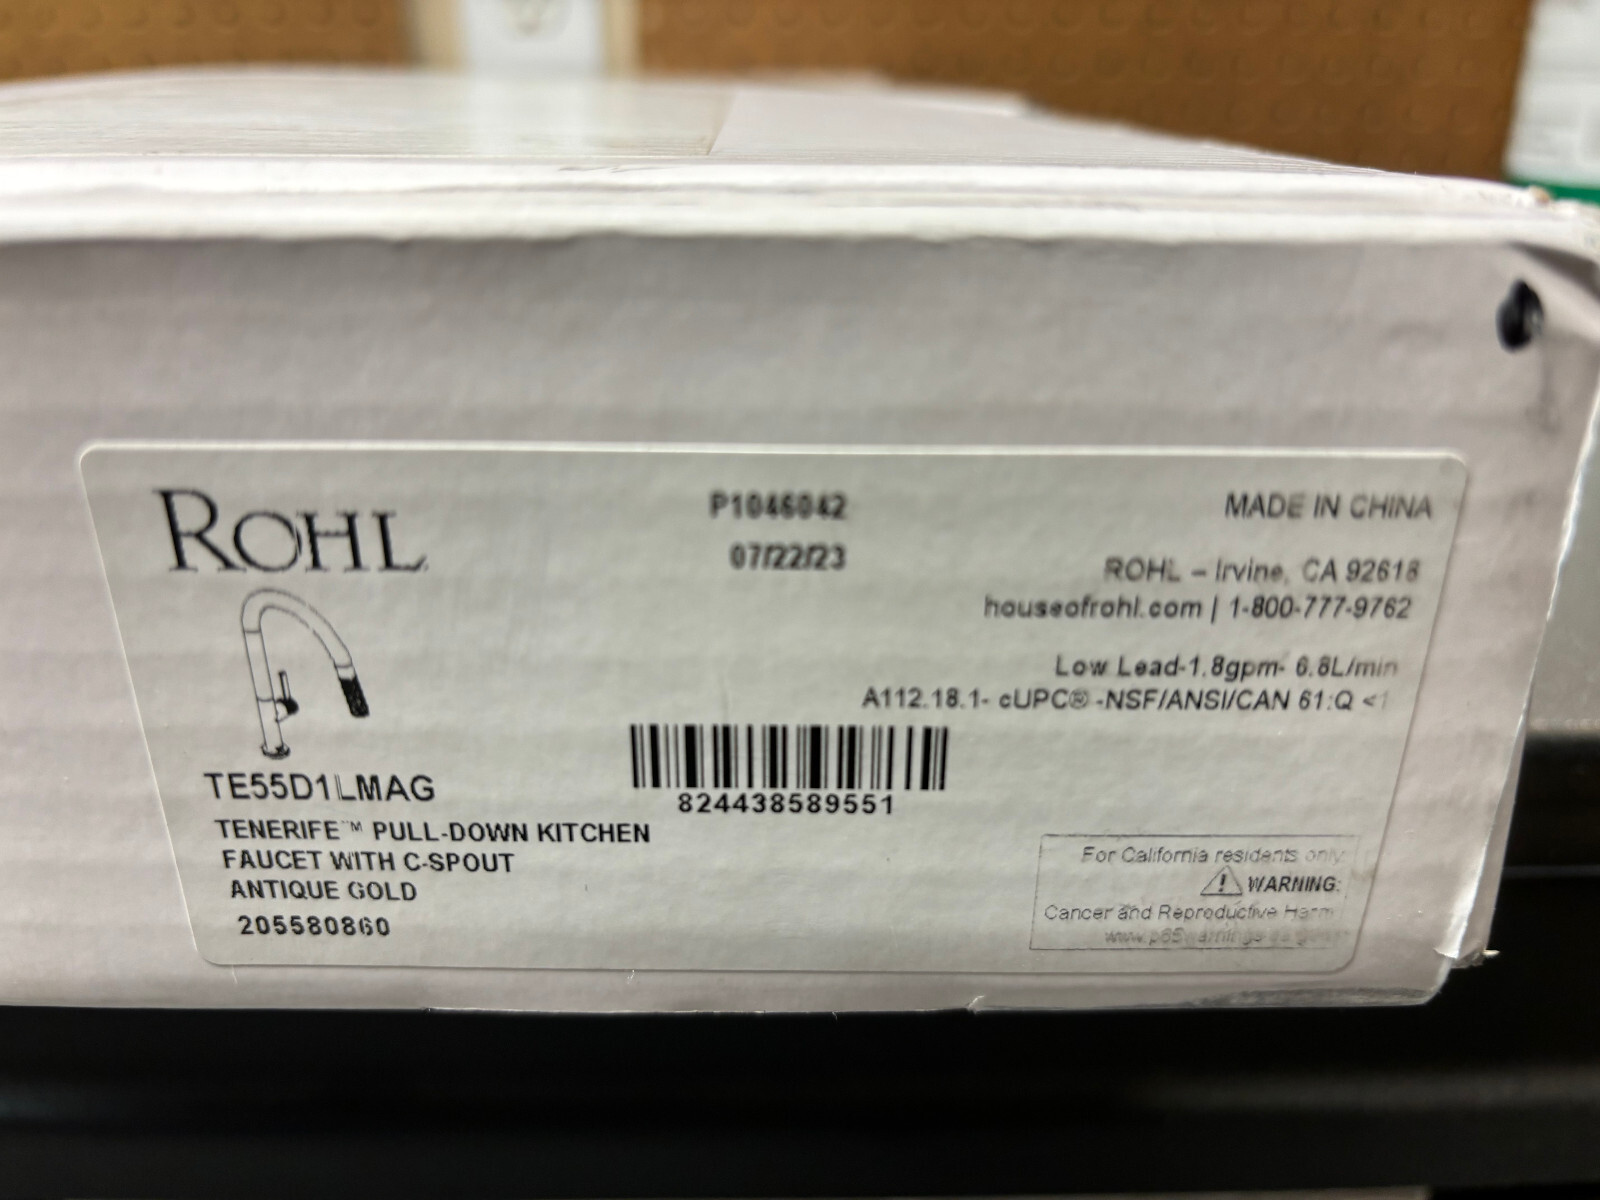 ROHL
P1046042
07/22/23
MADE IN CHINA
ROHL – Irvine, CA 92618
houseofrohl.com | 1-800-777-9762
Low Lead-1.8gpm- 6.8L/min
A112.18.1- cUPC® -NSF/ANSI/CAN 61:Q <1
TE55D1LMAG
TENERIFE™ PULL-DOWN KITCHEN
FAUCET WITH C-SPOUT
ANTIQUE GOLD
205580860
824438589551
For California residents only:
WARNING:
Cancer and Reproductive Harm